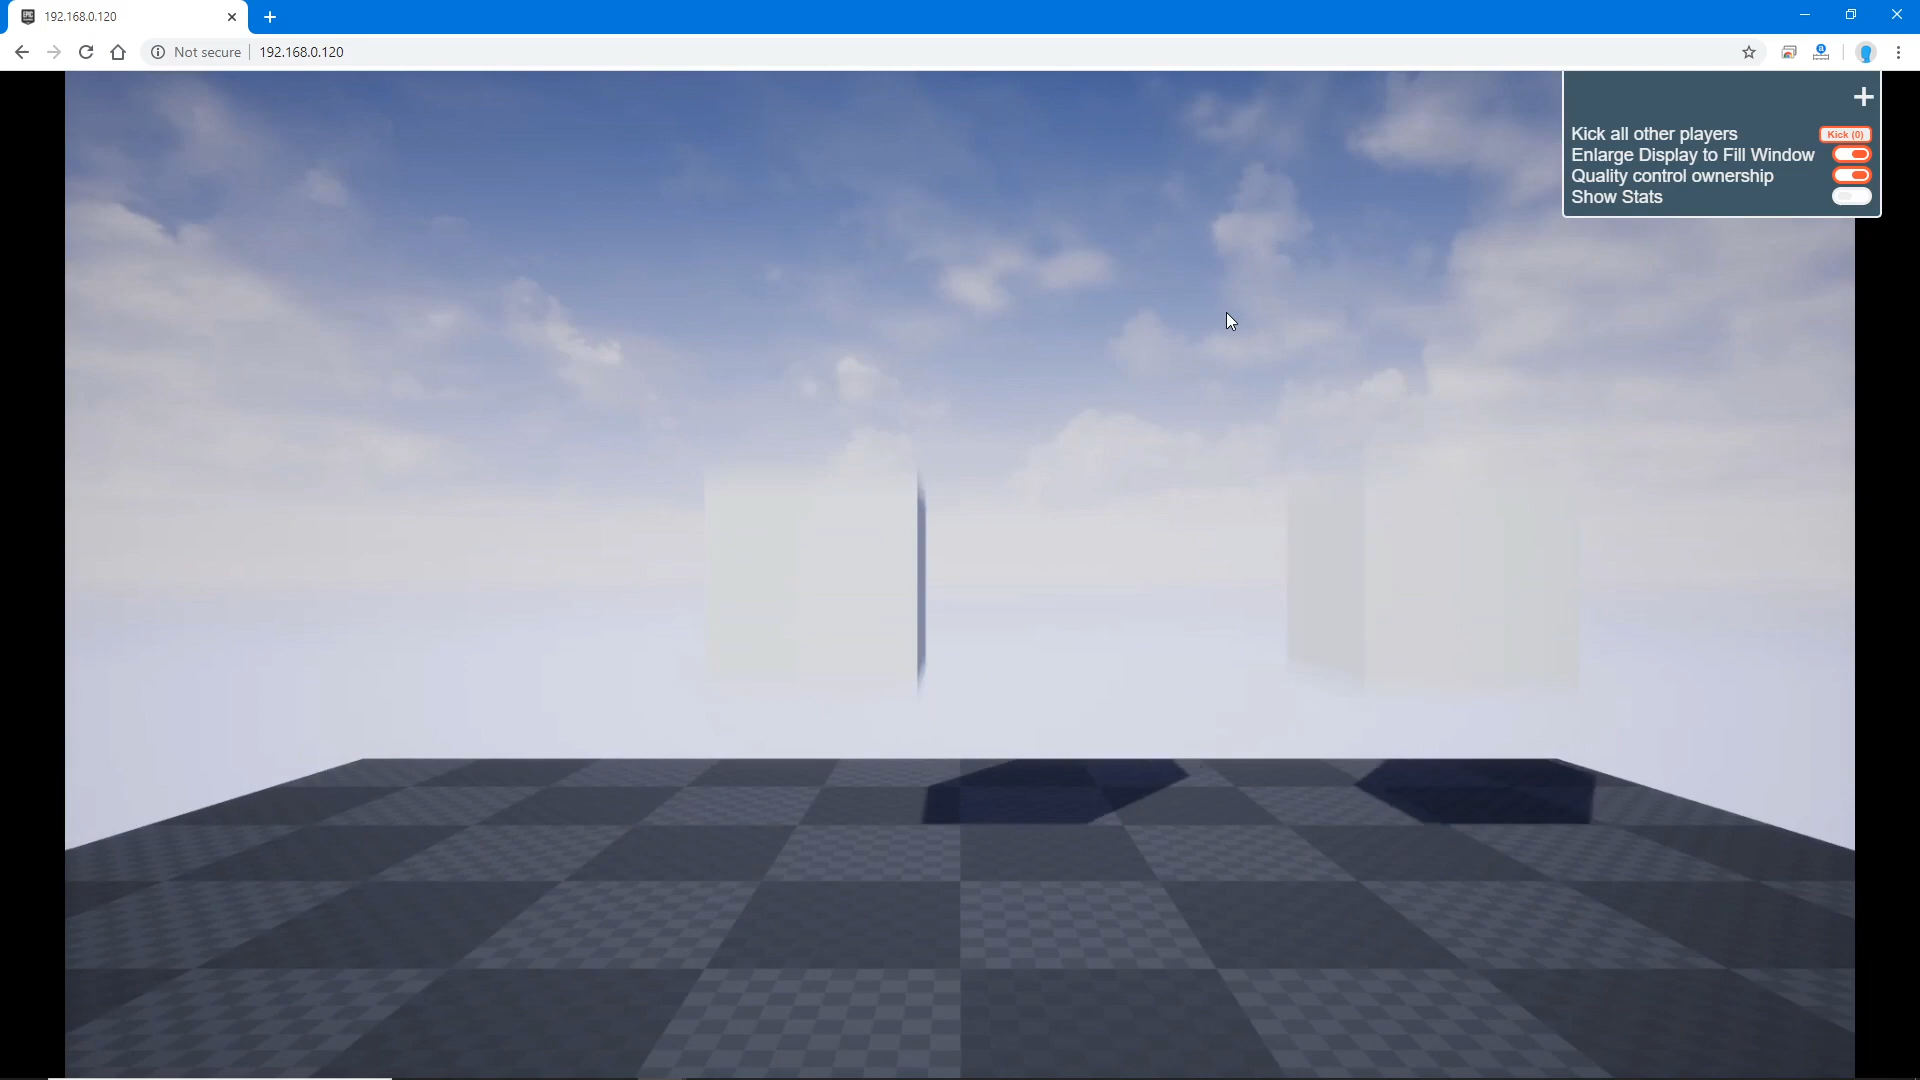 192.168.0.120
Not secure
192.168.0.120
Kick all other players
Kick (0)
Enlarge Display to Fill Window
Quality control ownership
Show Stats